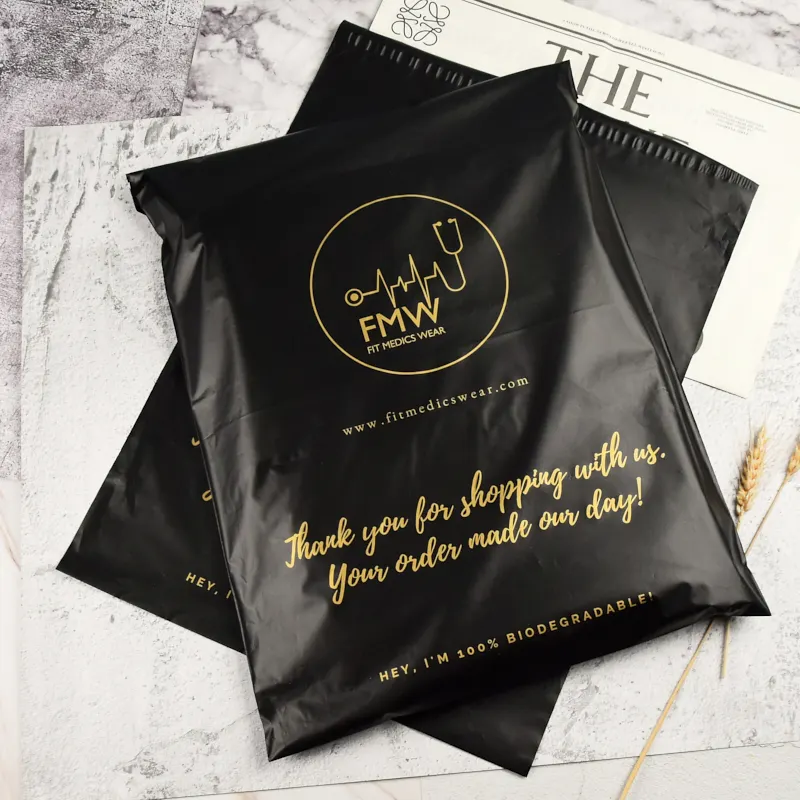 THE
FMW
FIT MEDICS WEAR
www.fitmedicswear.com
Thank you for shopping with us.
Your order made our day!
HEY, I'M 100% BIODEGRADABLE!
HEY, I